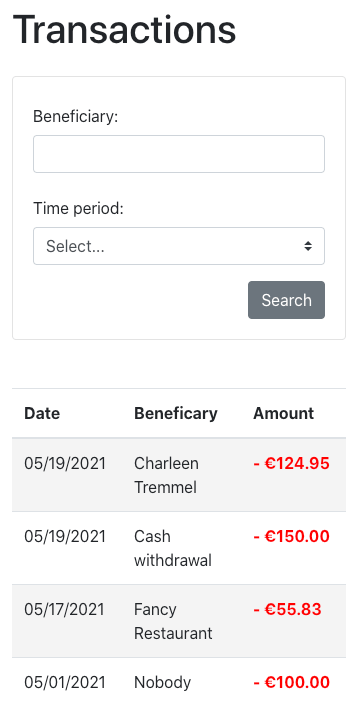 Transactions
Beneficiary:
Time period:
Select...
Search
Date Beneficary Amount
05/19/2021 Charleen Tremmel - €124.95
05/19/2021 Cash withdrawal - €150.00
05/17/2021 Fancy Restaurant - €55.83
05/01/2021 Nobody - €100.00